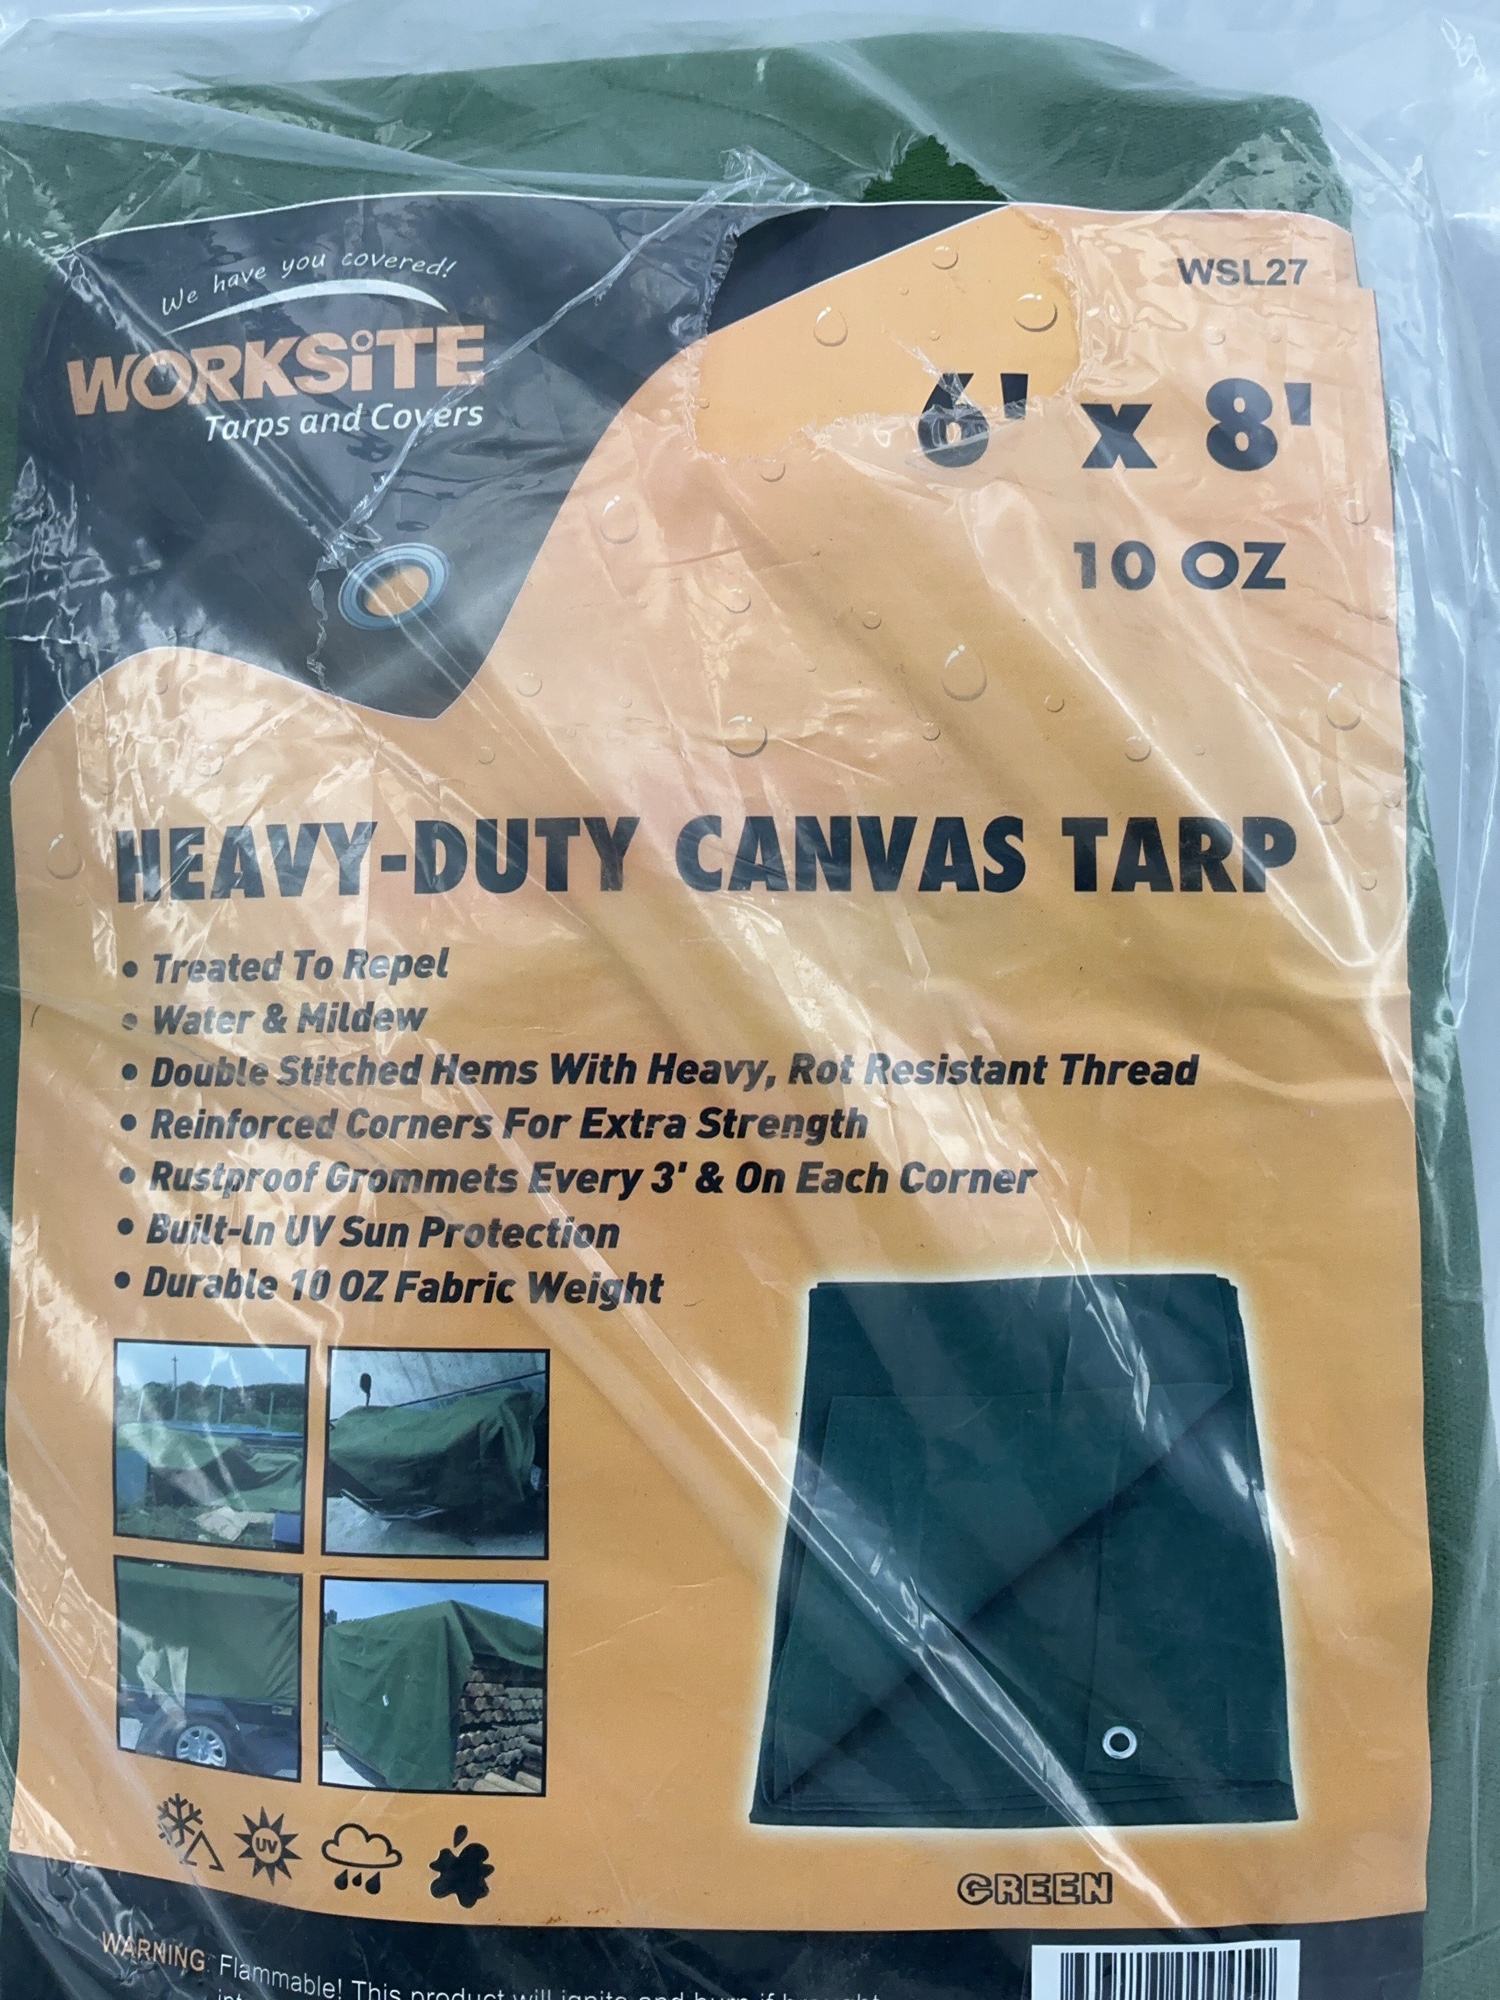 We have you covered!
WORKSiTE
Tarps and Covers
WSL27
6' x 8'
10 OZ
HEAVY-DUTY CANVAS TARP
• Treated To Repel
• Water & Mildew
• Double Stitched Hems With Heavy, Rot Resistant Thread
• Reinforced Corners For Extra Strength
• Rustproof Grommets Every 3' & On Each Corner
• Built-In UV Sun Protection
• Durable 10 OZ Fabric Weight
UV
GREEN
WARNING: Flammable! This product will ignite and burn if brought